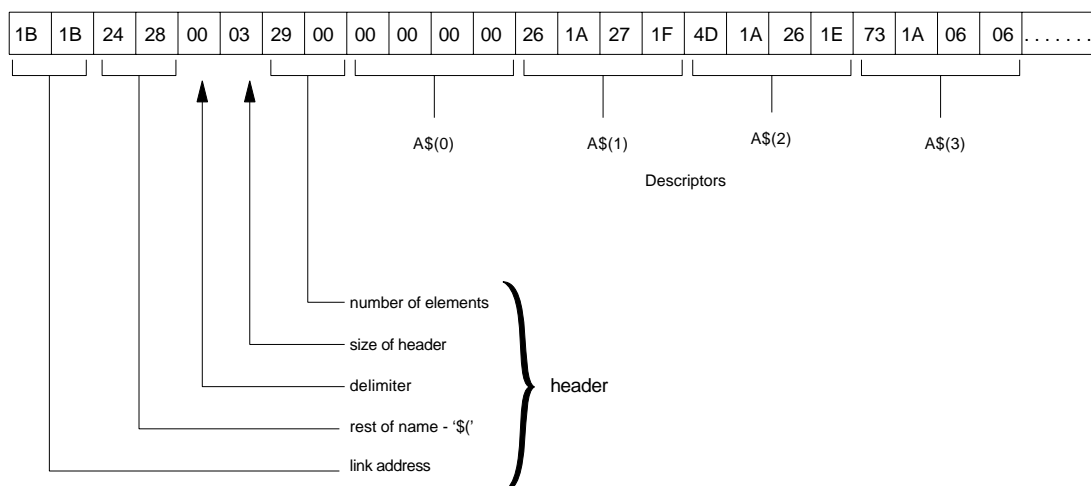 1B 1B 24 28 00 03 29 00 00 00 00 00 26 1A 27 1F 4D 1A 26 1E 73 1A 06 06 .......
A$(0) A$(1) A$(2) A$(3)
Descriptors
number of elements
size of header
delimiter
header
rest of name - ‘$(’
link address